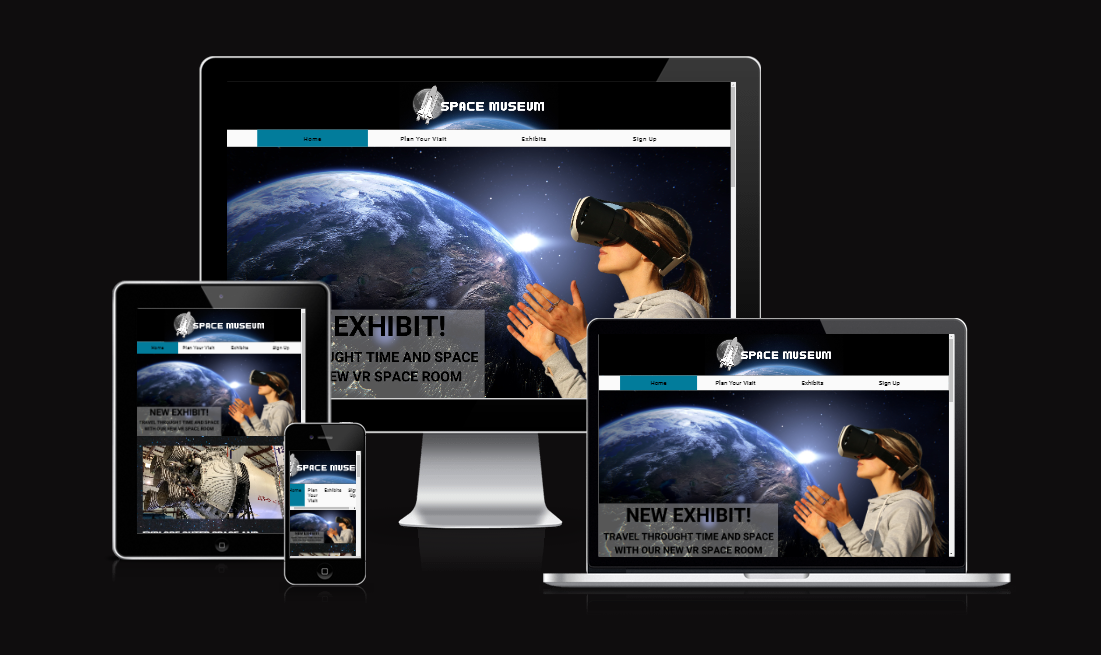 SPACE MUSEUM
Home Plan Your Visit Exhibits Sign Up
EXHIBIT!
UGHT TIME AND SPACE
EW VR SPACE ROOM
SPACE MUSEUM
Home Plan Your Visit Exhibits Sign Up
NEW EXHIBIT!
TRAVEL THROUGHT TIME AND SPACE
WITH OUR NEW VR SPACE ROOM
SPACE MUSE
Home Plan Exhibits Sign
Your Up
Visit
SPACE MUSEUM
Home Plan Your Visit Exhibits Sign Up
NEW EXHIBIT!
TRAVEL THROUGHT TIME AND SPACE
WITH OUR NEW VR SPACE ROOM